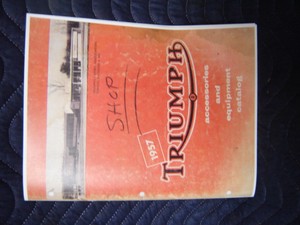 SHOP
1957
TRIUMPH
accessories
and
equipment
catalog